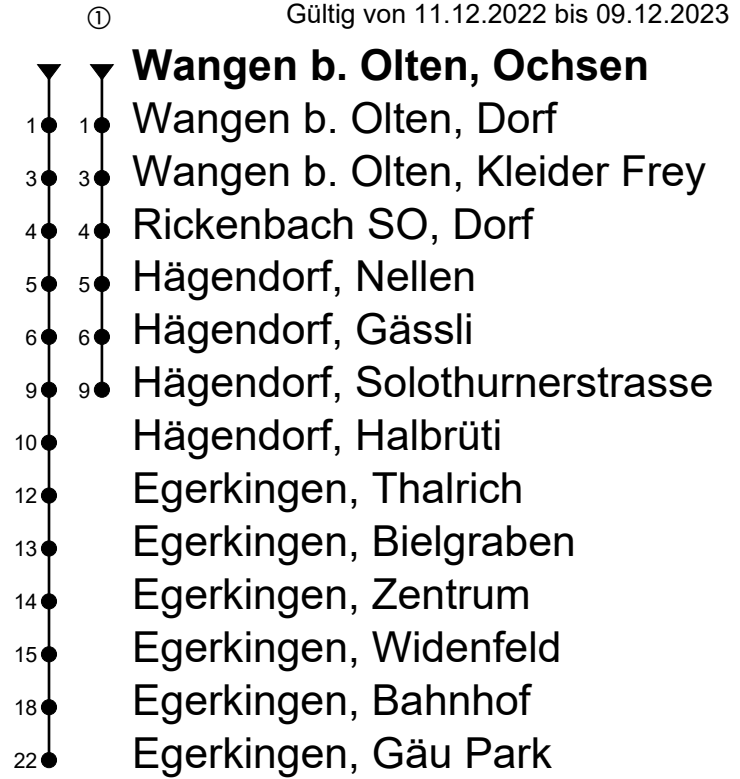 ① Gültig von 11.12.2022 bis 09.12.2023
Wangen b. Olten, Ochsen
1 1 Wangen b. Olten, Dorf
3 3 Wangen b. Olten, Kleider Frey
4 4 Rickenbach SO, Dorf
5 5 Hägendorf, Nellen
6 6 Hägendorf, Gässli
9 9 Hägendorf, Solothurnerstrasse
10 Hägendorf, Halbrüti
12 Egerkingen, Thalrich
13 Egerkingen, Bielgraben
14 Egerkingen, Zentrum
15 Egerkingen, Widenfeld
18 Egerkingen, Bahnhof
22 Egerkingen, Gäu Park